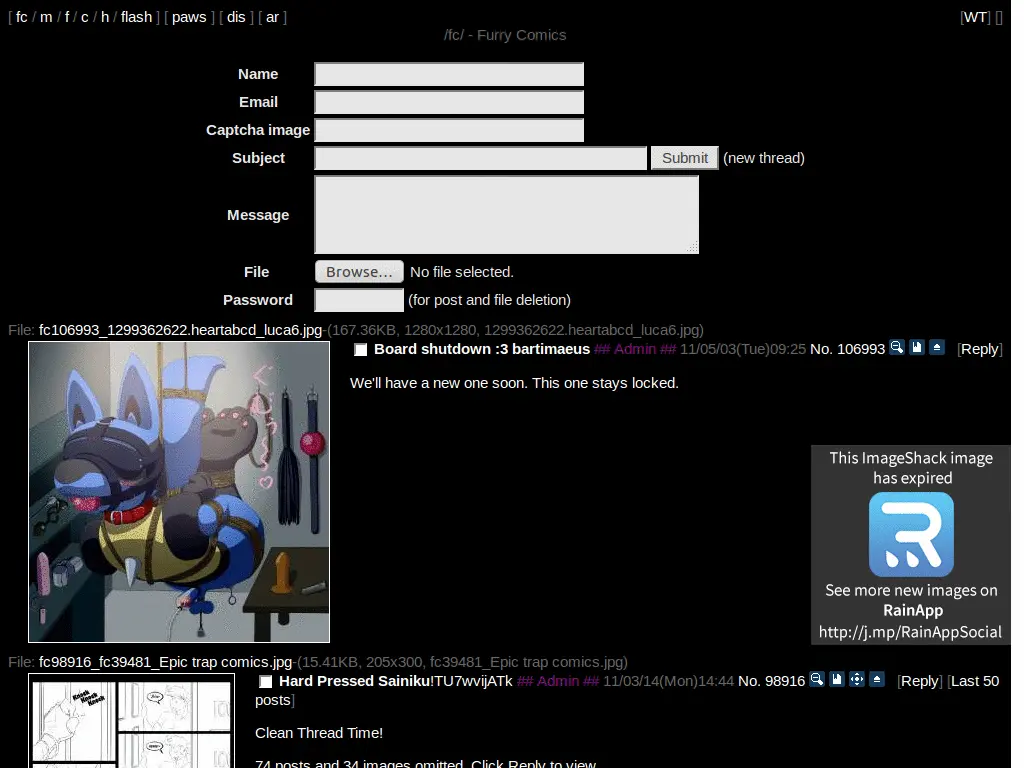 [ fc / m / f / c / h / flash ] [ paws ] [ dis ] [ ar ]
[WT] []
/fc/ - Furry Comics
Name
Email
Captcha image
Subject
Submit (new thread)
Message
File
Browse... No file selected.
Password
(for post and file deletion)
File: fc106993_1299362622.heartabcd_luca6.jpg-(167.36KB, 1280x1280, 1299362622.heartabcd_luca6.jpg)
Board shutdown :3 bartimaeus ## Admin ## 11/05/03(Tue)09:25 No. 106993 [Reply]
We'll have a new one soon. This one stays locked.
This ImageShack image
has expired
See more new images on
RainApp
http://j.mp/RainAppSocial
File: fc98916_fc39481_Epic trap comics.jpg-(15.41KB, 205x300, fc39481_Epic trap comics.jpg)
Hard Pressed Sainiku!TU7wvijATk ## Admin ## 11/03/14(Mon)14:44 No. 98916 [Reply] [Last 50
posts]
Knock
Knock
Knock
Clean Thread Time!
74 posts and 34 images omitted. Click Reply to view.